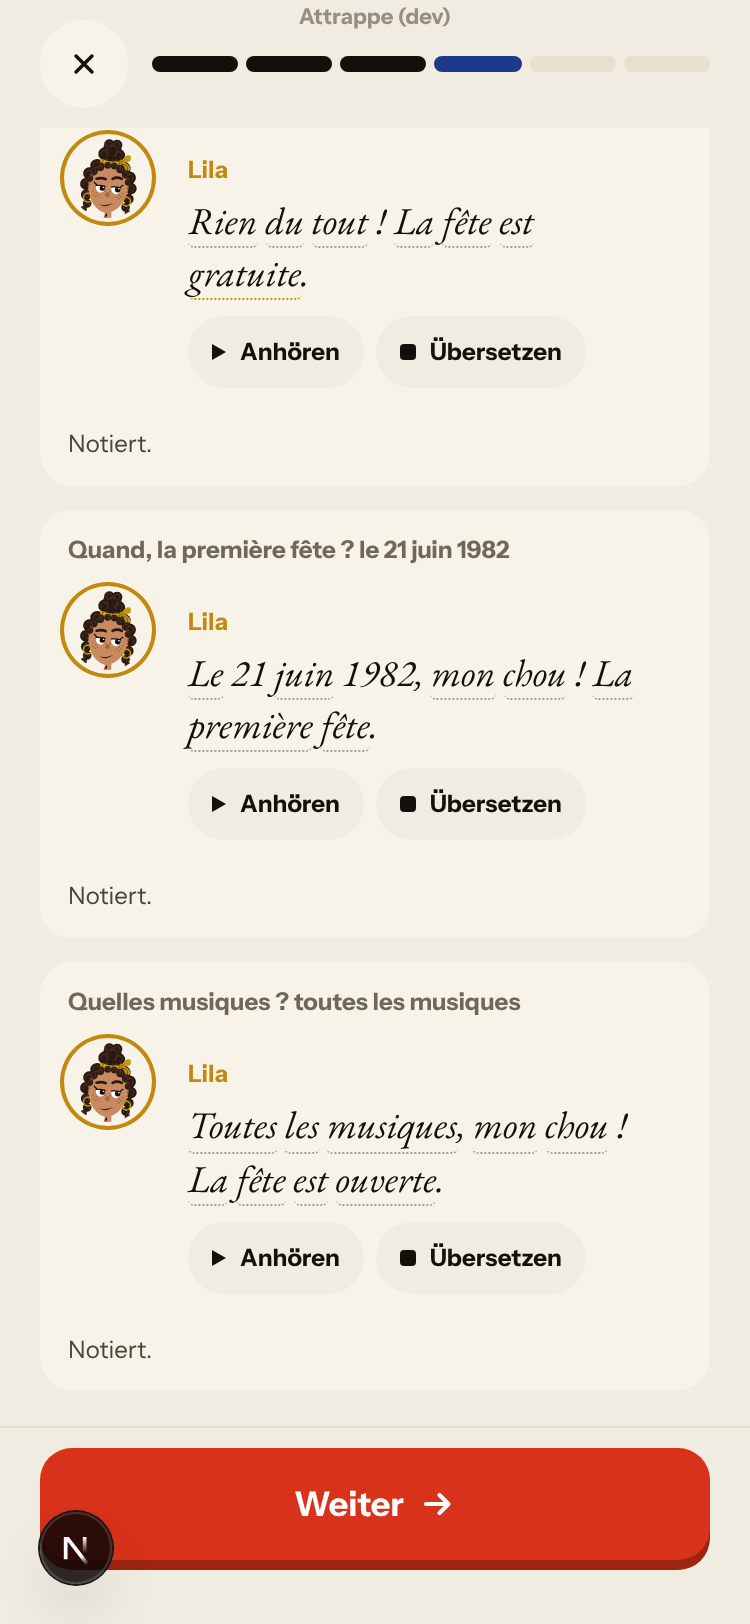 Attrappe (dev)
Lila
Rien du tout ! La fête est
gratuite.
Anhören
Übersetzen
Notiert.
Quand, la première fête ? le 21 juin 1982
Lila
Le 21 juin 1982, mon chou ! La
première fête.
Anhören
Übersetzen
Notiert.
Quelles musiques ? toutes les musiques
Lila
Toutes les musiques, mon chou !
La fête est ouverte.
Anhören
Übersetzen
Notiert.
Weiter
N